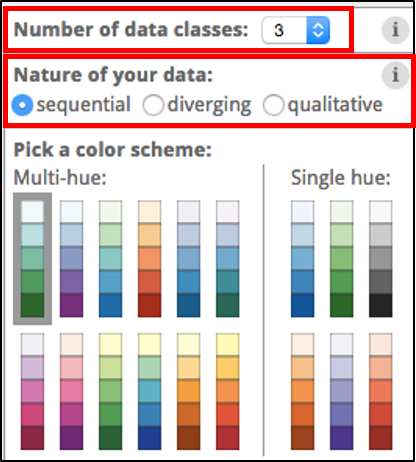 Number of data classes: 3 i
Nature of your data: i
sequential diverging qualitative
Pick a color scheme:
Multi-hue: Single hue: